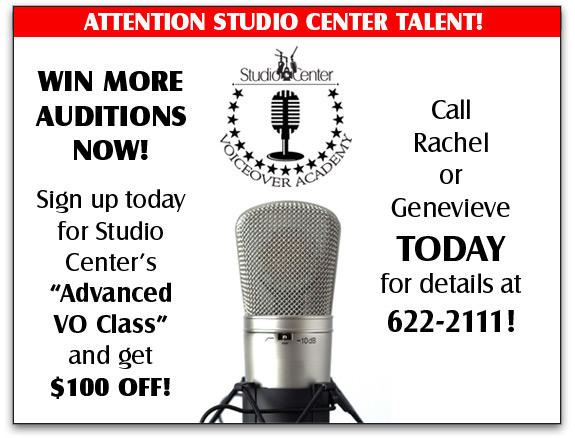 ATTENTION STUDIO CENTER TALENT!
WIN MORE
AUDITIONS
NOW!
Sign up today
for Studio
Center’s
“Advanced
VO Class”
and get
$100 OFF!
Studio Center
VOICEOVER ACADEMY
-10dB
Call
Rachel
or
Genevieve
TODAY
for details at
622-2111!